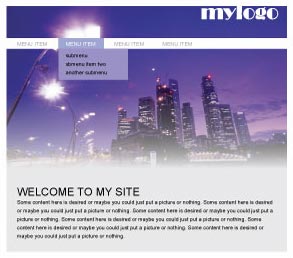 mylogo
MENU ITEM MENU ITEM MENU ITEM MENU ITEM
submenu
sbmenu item two
another submenu
WELCOME TO MY SITE
Some content here is desired or maybe you could just put a picture or nothing. Some content here is desired
or maybe you could just put a picture or nothing. Some content here is desired or maybe you could just put a
picture or nothing. Some content here is desired or maybe you could just put a picture or nothing. Some
content here is desired or maybe you could just put a picture or nothing. Some content here is desired or
maybe you could just put a picture or nothing.